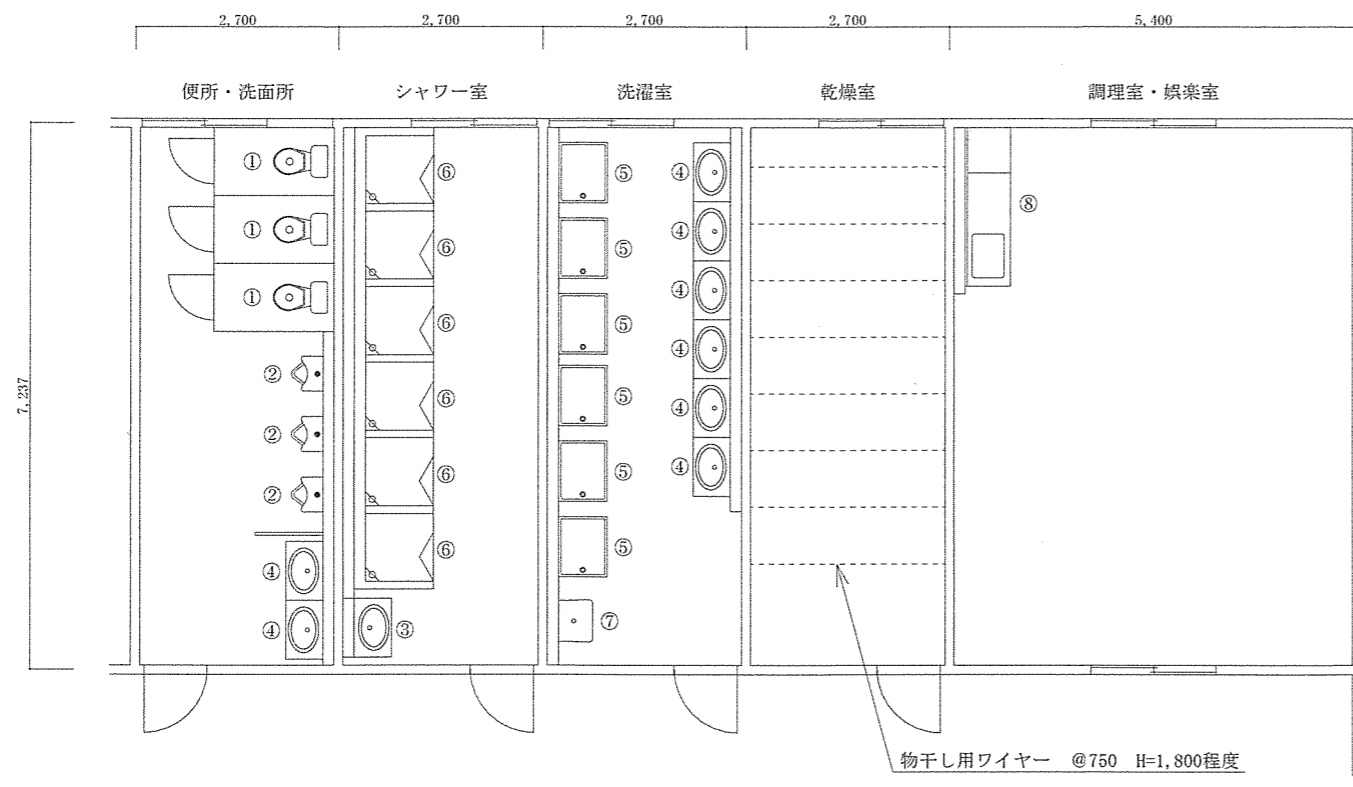 2,700 2,700 2,700 2,700 5,400
便所・洗面所 シャワー室 洗濯室 乾燥室 調理室・娯楽室
7,237
① ⑥ ⑤ ④
⑧
① ⑥ ⑤ ④
① ⑥ ⑤ ④
② ⑥ ⑤ ④
② ⑥ ⑤ ④
② ⑥ ⑤ ④
④
④ ③ ⑦
物干し用ワイヤー @750 H=1,800程度